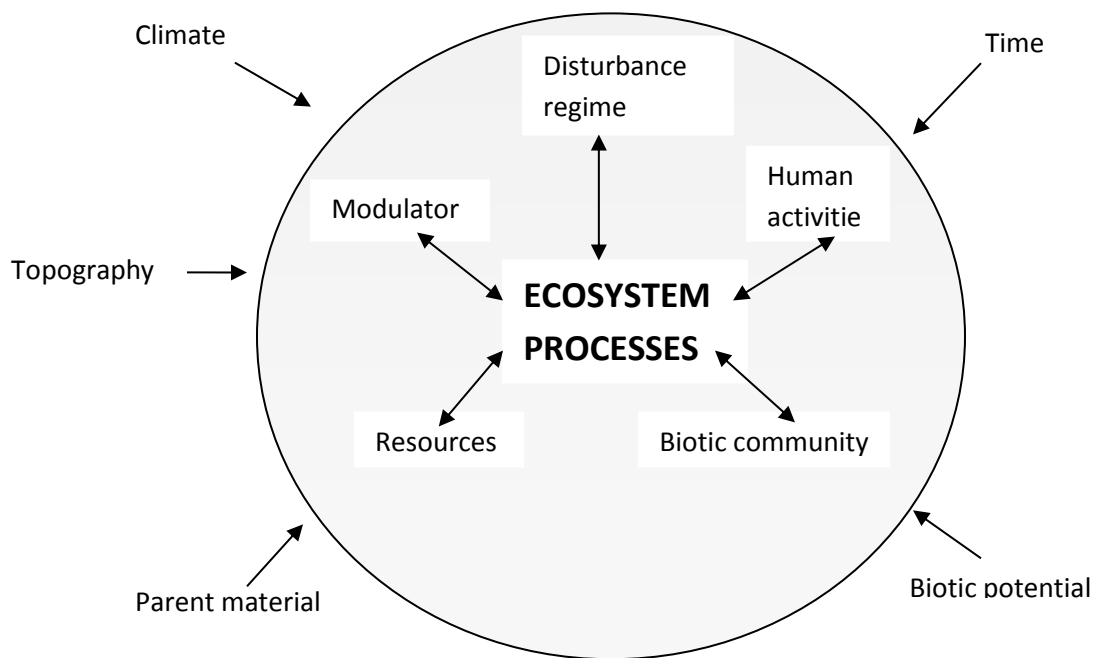 Climate
Time
Disturbance
regime
Human
activitie
Modulator
Topography
ECOSYSTEM
PROCESSES
Resources
Biotic community
Parent material
Biotic potential